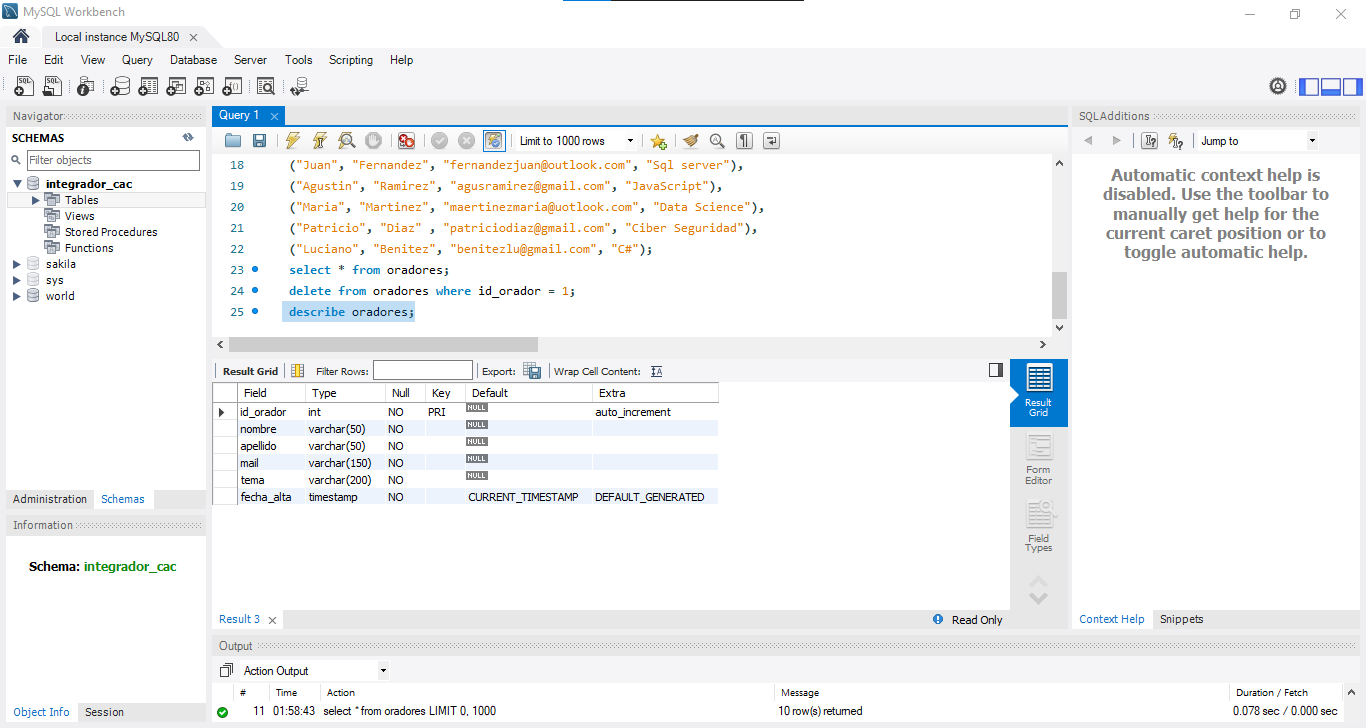 MySQL Workbench
Local instance MySQL80
File Edit View Query Database Server Tools Scripting Help
Navigator
SCHEMAS
Filter objects
integrador_cac
Tables
Views
Stored Procedures
Functions
sakila
sys
world
Administration Schemas
Information
Schema: integrador_cac
Object Info Session
Query 1
Limit to 1000 rows
18 ("Juan", "Fernandez", "fernandezjuan@outlook.com", "Sql server"),
19 ("Agustin", "Ramirez", "agusramirez@gmail.com", "JavaScript"),
20 ("Maria", "Martinez", "maertinezmaria@uotlook.com", "Data Science"),
21 ("Patricio", "Diaz" , "patriciodiaz@gmail.com", "Ciber Seguridad"),
22 ("Luciano", "Benitez", "benitezlu@gmail.com", "C#");
23 select * from oradores;
24 delete from oradores where id_orador = 1;
25 describe oradores;
Result Grid Filter Rows: Export: Wrap Cell Content:
Field Type Null Key Default Extra
id_orador int NO PRI NULL auto_increment
nombre varchar(50) NO NULL
apellido varchar(50) NO NULL
mail varchar(150) NO NULL
tema varchar(200) NO NULL
fecha_alta timestamp NO CURRENT_TIMESTAMP DEFAULT_GENERATED
Result Grid
Form Editor
Field Types
Result 3 Read Only
SQLAdditions
Jump to
Automatic context help is
disabled. Use the toolbar to
manually get help for the
current caret position or to
toggle automatic help.
Context Help Snippets
Output
Action Output
# Time Action Message Duration / Fetch
11 01:58:43 select * from oradores LIMIT 0, 1000 10 row(s) returned 0.078 sec / 0.000 sec